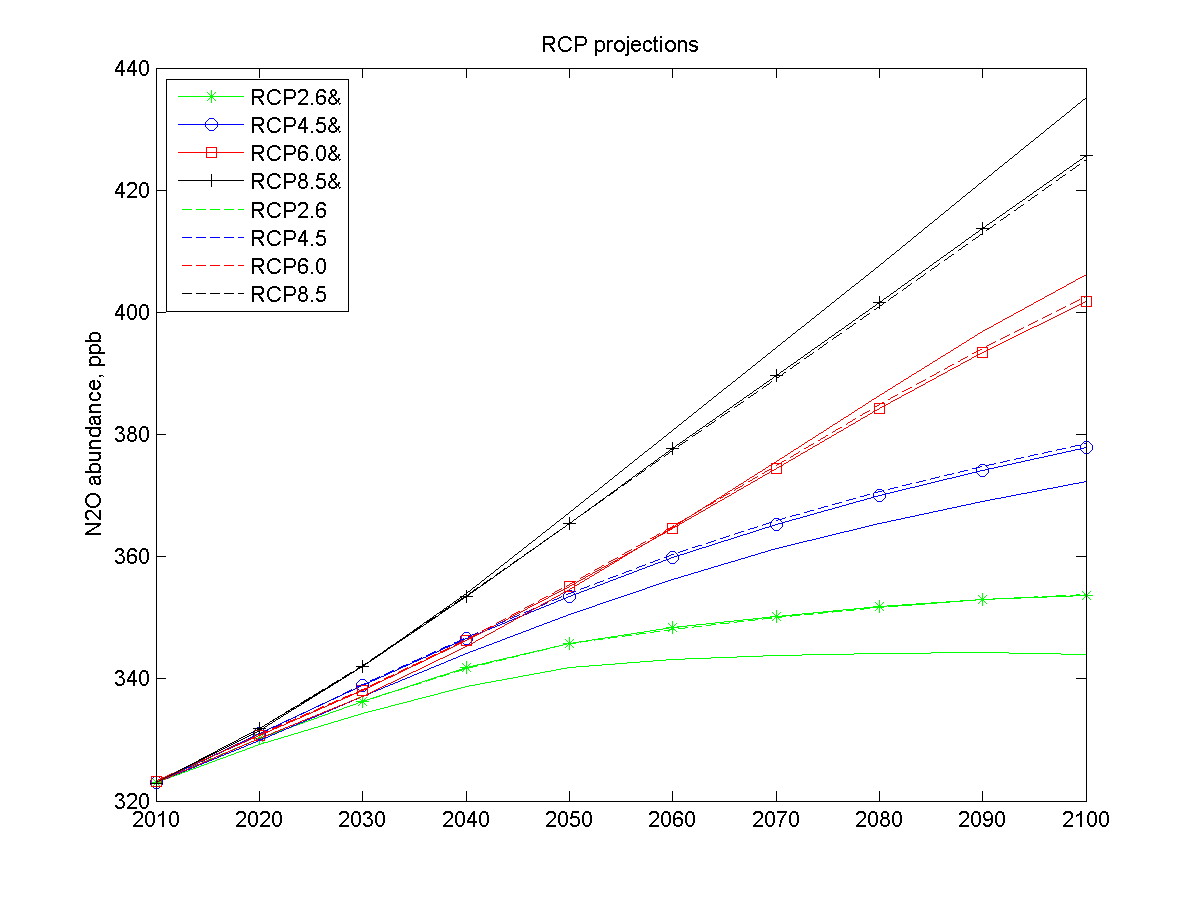 RCP projections
440
420
400
380
360
340
320
N2O abundance, ppb
RCP2.6&
RCP4.5&
RCP6.0&
RCP8.5&
RCP2.6
RCP4.5
RCP6.0
RCP8.5
2010 2020 2030 2040 2050 2060 2070 2080 2090 2100